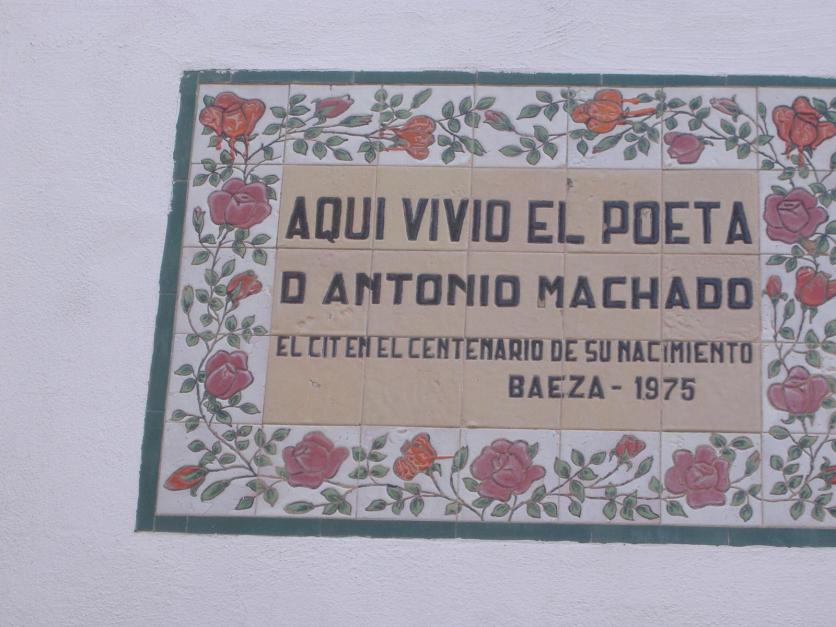 AQUI VIVIO EL POETA
D ANTONIO MACHADO
EL CIT EN EL CENTENARIO DE SU NACIMIENTO
BAEZA - 1975